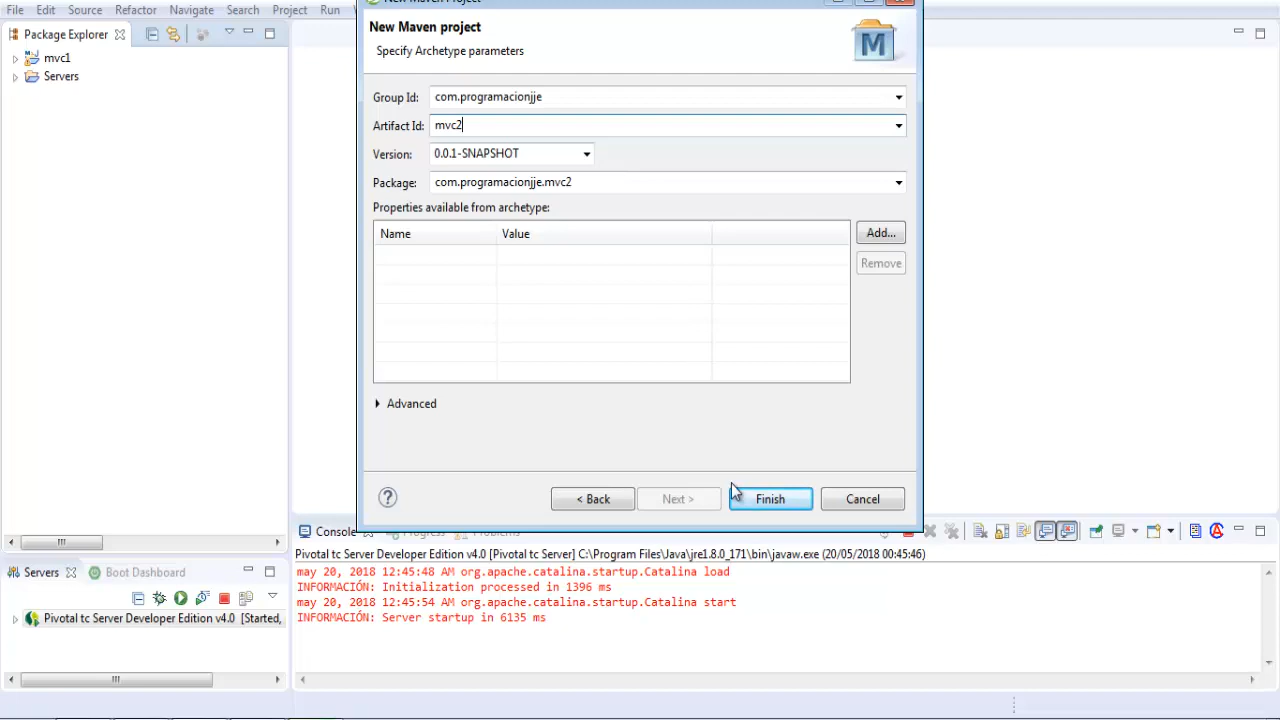 New Maven Project
File Edit Source Refactor Navigate Search Project Run
Package Explorer
New Maven project
Specify Archetype parameters
M
mvc1
Servers
Group Id: com.programacionjje
Artifact Id: mvc2
Version: 0.0.1-SNAPSHOT
Package: com.programacionjje.mvc2
Properties available from archetype:
Name Value
Add...
Remove
Advanced
< Back Next > Finish Cancel
Console Progress Problems
Pivotal tc Server Developer Edition v4.0 [Pivotal tc Server] C:\Program Files\Java\jre1.8.0_171\bin\javaw.exe (20/05/2018 00:45:46)
may 20, 2018 12:45:48 AM org.apache.catalina.startup.Catalina load
INFORMACIÓN: Initialization processed in 1396 ms
may 20, 2018 12:45:54 AM org.apache.catalina.startup.Catalina start
INFORMACIÓN: Server startup in 6135 ms
Servers Boot Dashboard
Pivotal tc Server Developer Edition v4.0 [Started,